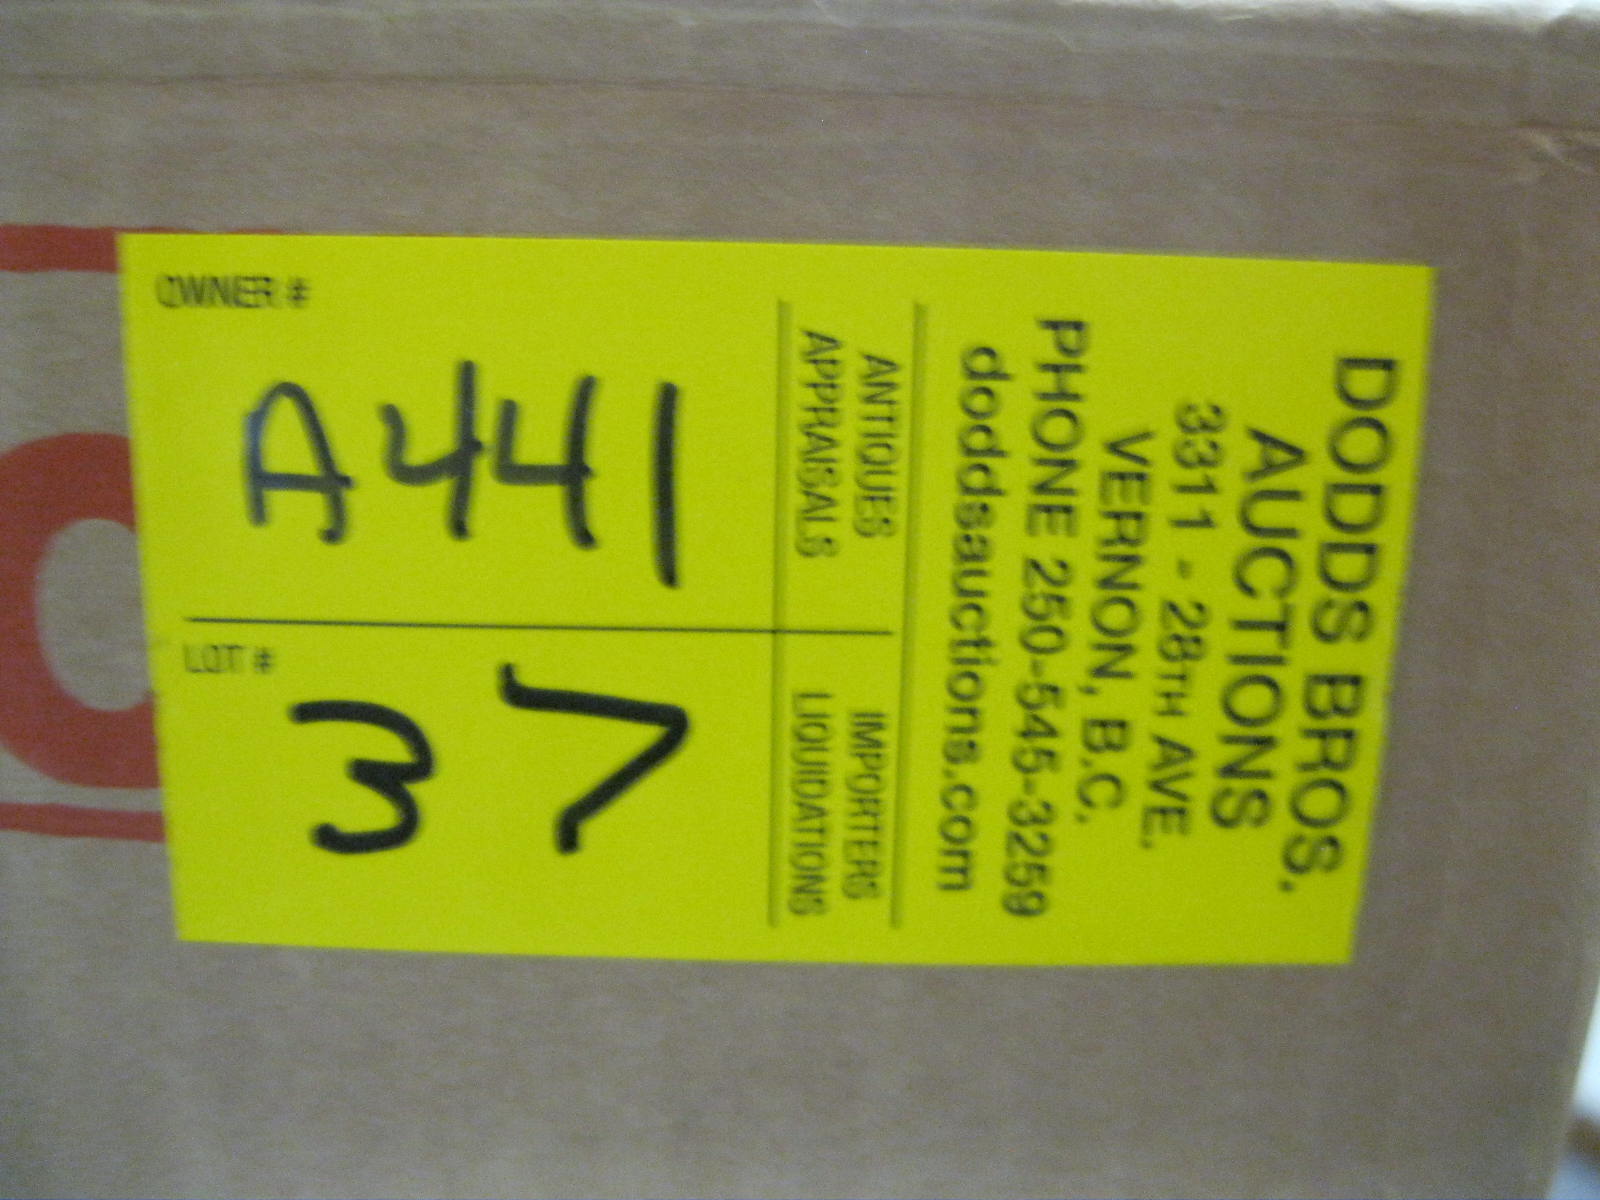 DODDS BROS.
AUCTIONS
3311 - 28TH AVE.
VERNON, B.C.
PHONE 250-545-3259
doddsauctions.com
ANTIQUES
APPRAISALS
IMPORTERS
LIQUIDATIONS
OWNER #
A441
LOT #
37